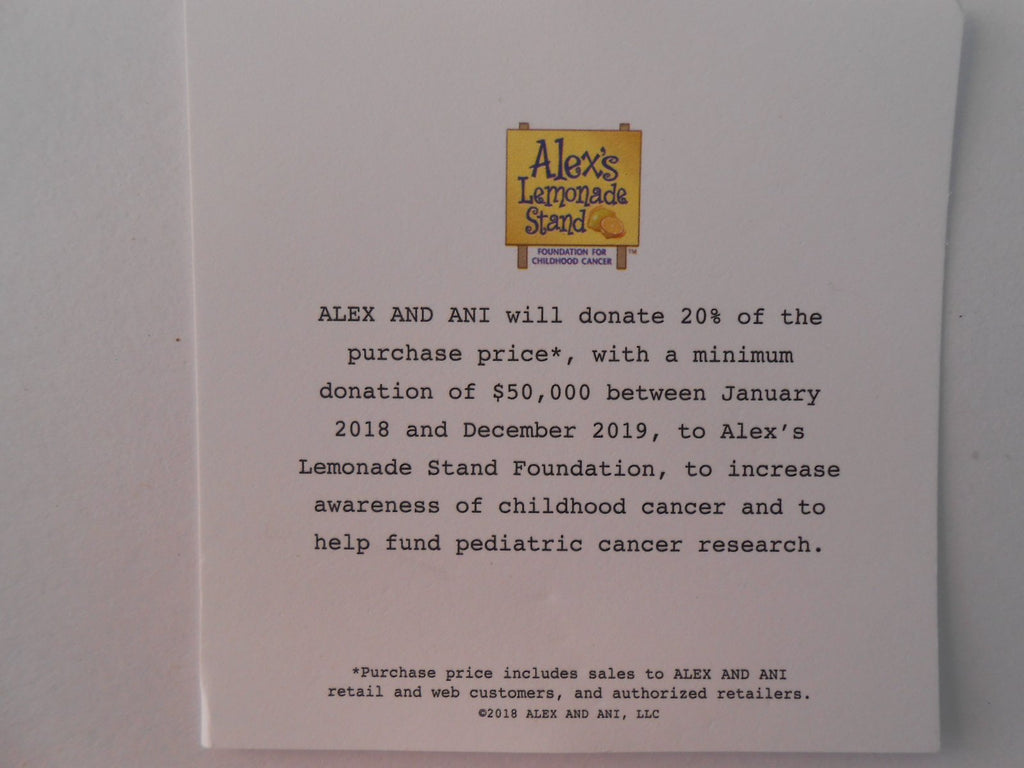 Alex's
Lemonade
Stand
FOUNDATION FOR
CHILDHOOD CANCER
TM
ALEX AND ANI will donate 20% of the
purchase price*, with a minimum
donation of $50,000 between January
2018 and December 2019, to Alex's
Lemonade Stand Foundation, to increase
awareness of childhood cancer and to
help fund pediatric cancer research.
*Purchase price includes sales to ALEX AND ANI
retail and web customers, and authorized retailers.
©2018 ALEX AND ANI, LLC